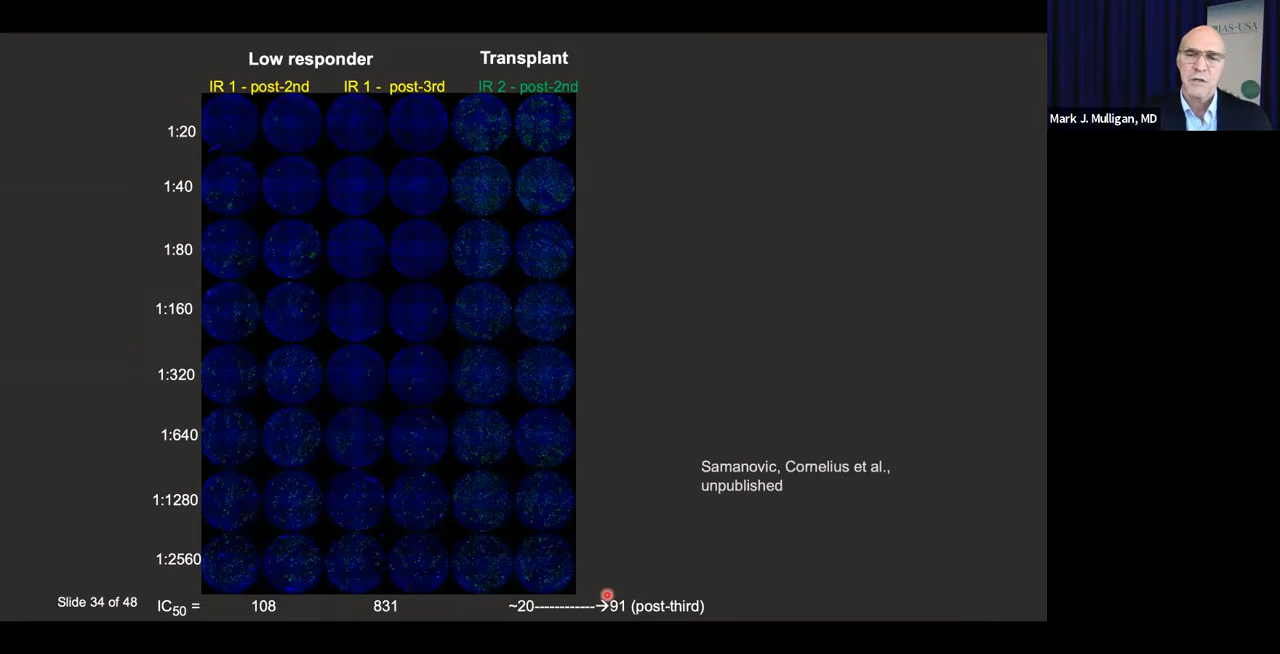 Low responder
Transplant
IR 1 - post-2nd
IR 1 - post-3rd
IR 2 - post-2nd
1:20
1:40
1:80
1:160
1:320
1:640
1:1280
1:2560
Samanovic, Cornelius et al.,
unpublished
Slide 34 of 48
IC50 =
108
831
~20------------→91 (post-third)
IAS-USA
Mark J. Mulligan, MD